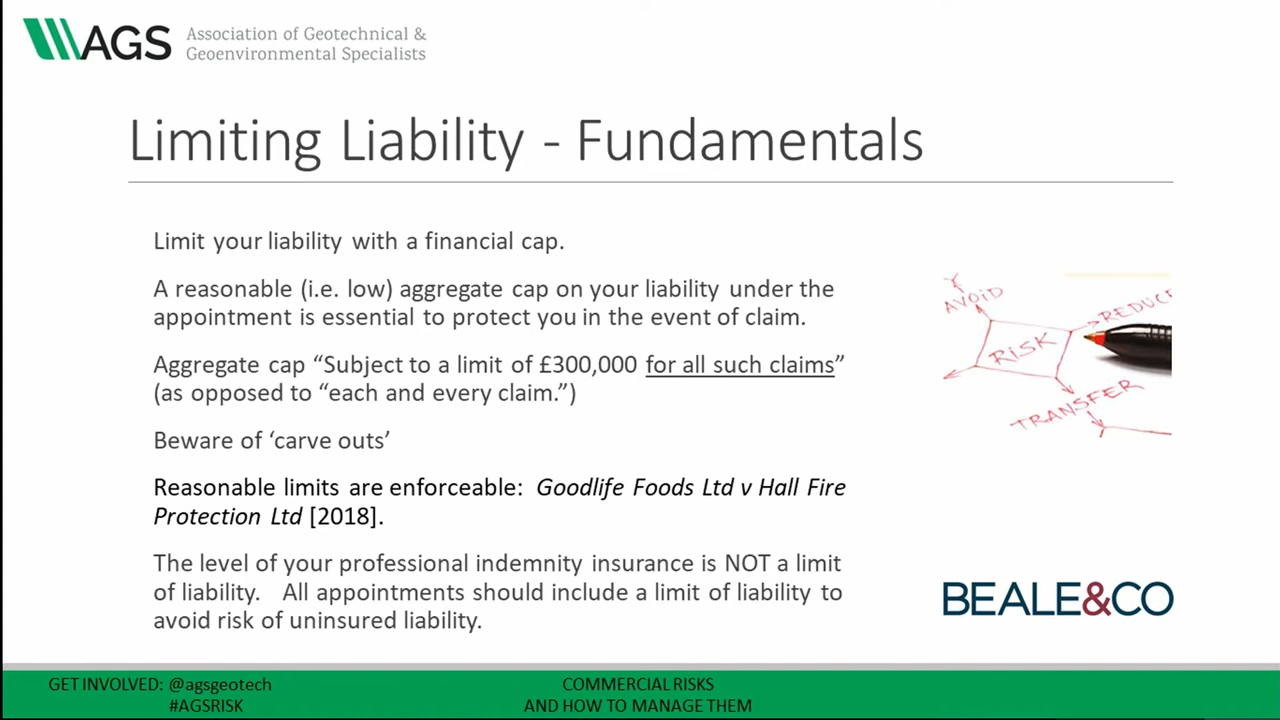 AGS
Association of Geotechnical &
Geoenvironmental Specialists
Limiting Liability - Fundamentals
Limit your liability with a financial cap.
A reasonable (i.e. low) aggregate cap on your liability under the
appointment is essential to protect you in the event of claim.
Aggregate cap “Subject to a limit of £300,000 for all such claims”
(as opposed to “each and every claim.”)
Beware of ‘carve outs’
Reasonable limits are enforceable: Goodlife Foods Ltd v Hall Fire
Protection Ltd [2018].
The level of your professional indemnity insurance is NOT a limit
of liability. All appointments should include a limit of liability to
avoid risk of uninsured liability.
AVOID
REDUCE
RISK
TRANSFER
BEALE&CO
GET INVOLVED: @agsgeotech
#AGSRISK
COMMERCIAL RISKS
AND HOW TO MANAGE THEM